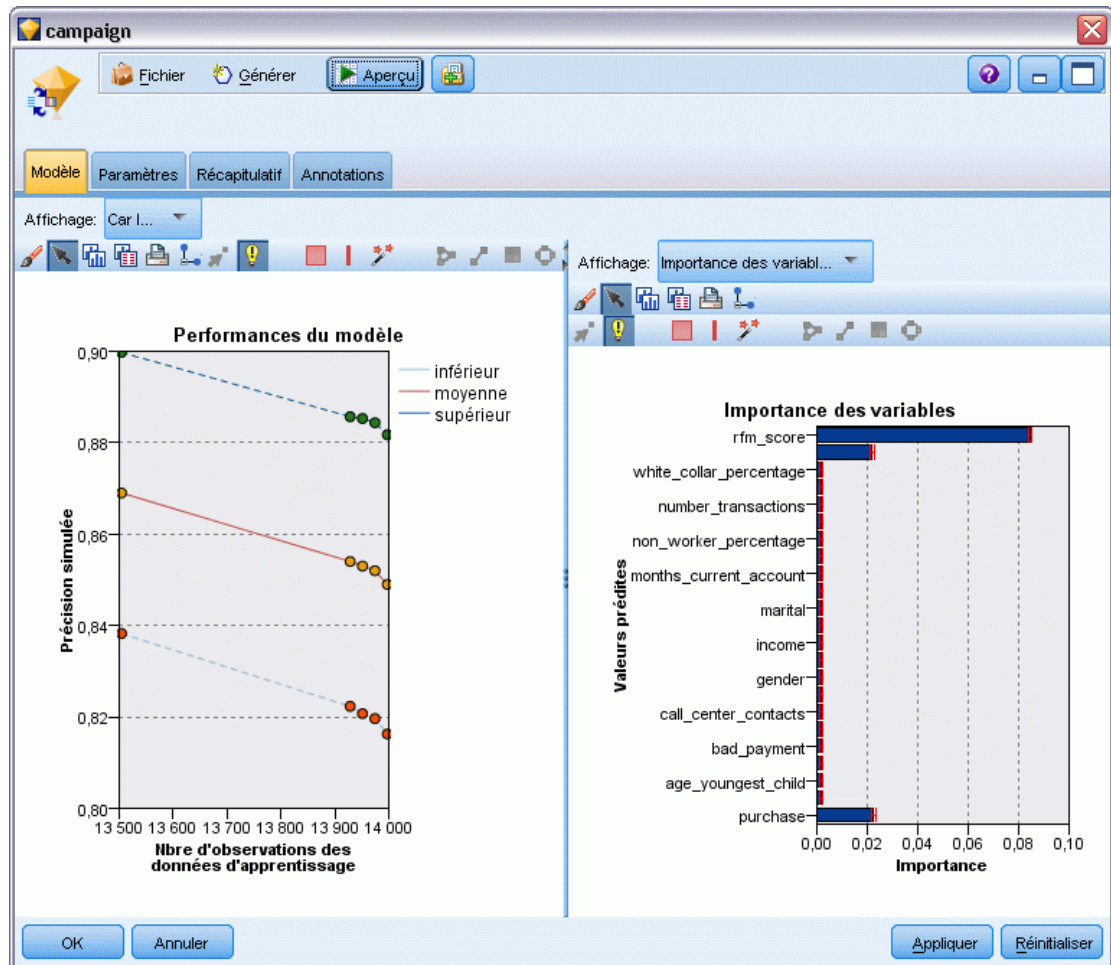 campaign
Fichier
Générer
Aperçu
Modèle
Paramètres
Récapitulatif
Annotations
Affichage: Car l...
Affichage: Importance des variabl...
Performances du modèle
0,90
0,88
0,86
0,84
0,82
0,80
Précision simulée
inférieur
moyenne
supérieur
13 500 13 600 13 700 13 800 13 900 14 000
Nbre d'observations des
données d'apprentissage
Importance des variables
Valeurs prédites
rfm_score
white_collar_percentage
number_transactions
non_worker_percentage
months_current_account
marital
income
gender
call_center_contacts
bad_payment
age_youngest_child
purchase
0,00 0,02 0,04 0,06 0,08 0,10
Importance
OK
Annuler
Appliquer
Réinitialiser